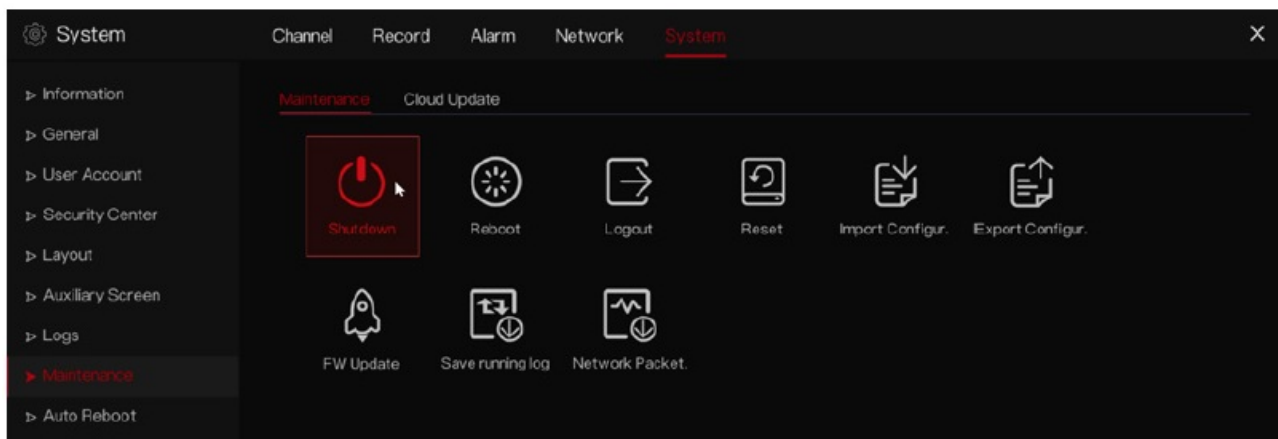 System
Channel Record Alarm Network System X
Information
General
User Account
Security Center
Layout
Auxiliary Screen
Logs
Maintenance
Auto Reboot
Maintenance Cloud Update
Shutdown Reboot Logout Reset Import Configur. Export Configur.
FW Update Save running log Network Packet.